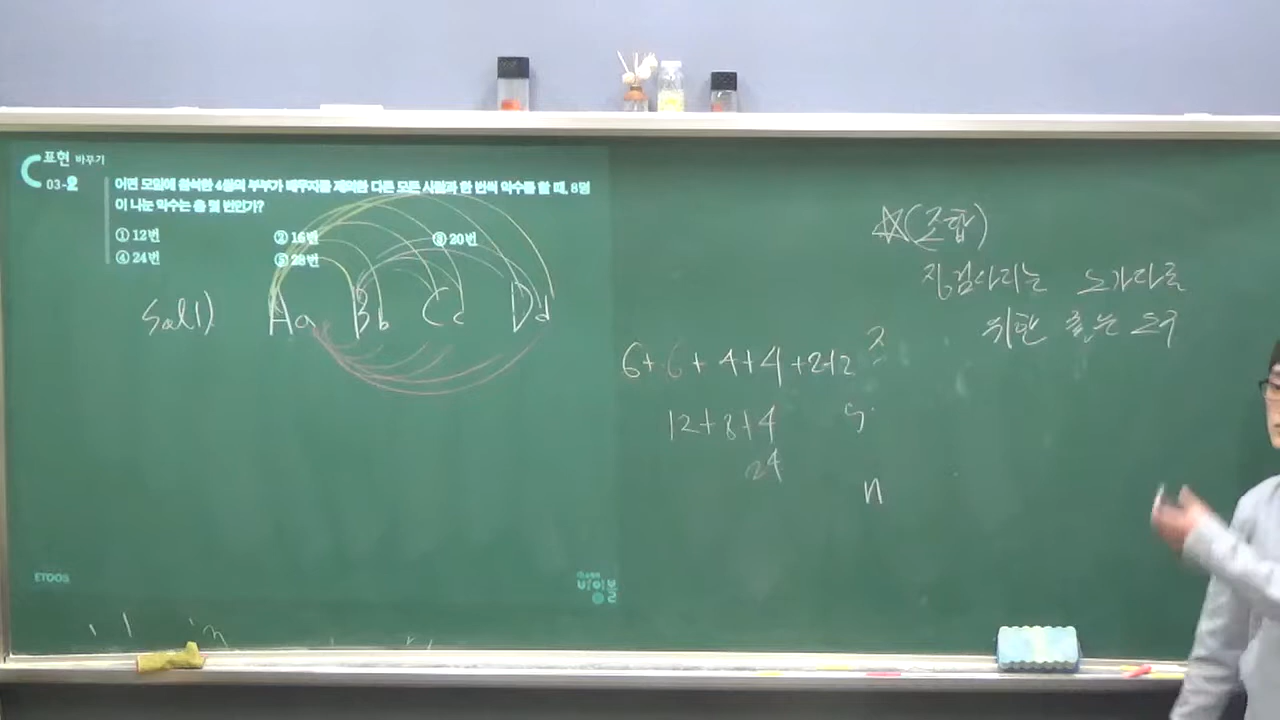 표현 바꾸기
03-2
어떤 모임에 참석한 4쌍의 부부가 배우자를 제외한 다른 모든 사람과 한 번씩 악수를 할 때, 8명
이 나눈 악수는 총 몇 번인가?
① 12번 ② 16번 ③ 20번
④ 24번 ⑤ 28번
Sol1) Aa Bb Cc Dd
6+6+4+4+2+2
12+8+4
24
n
☆(조합)
징검다리는 노가다를
위한 좋은 도구
ETOOS